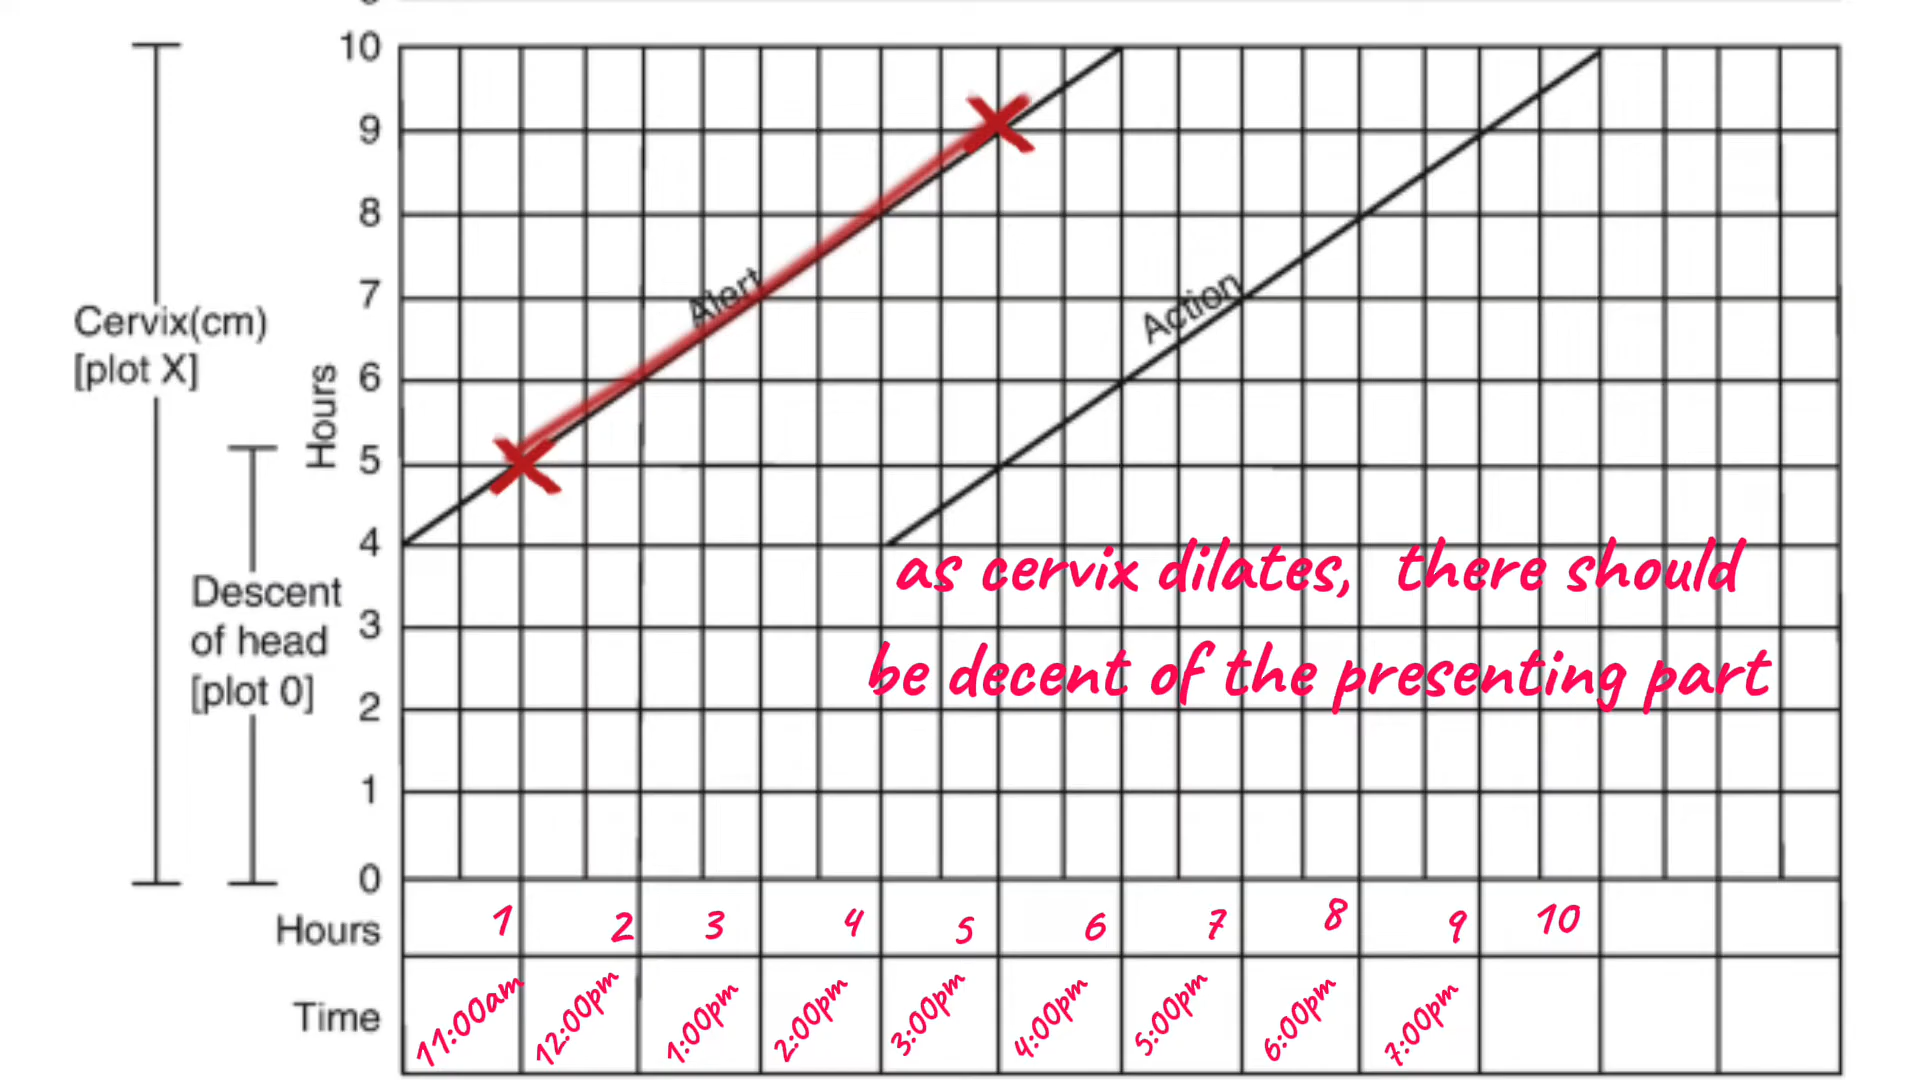 10
9
8
7
6
5
4
3
2
1
0
Cervix(cm)
[plot X]
Hours
Descent
of head
[plot 0]
Alert
Action
as cervix dilates, there should
be decent of the presenting part
Hours 1 2 3 4 5 6 7 8 9 10
Time 11:00am 12:00pm 1:00pm 2:00pm 3:00pm 4:00pm 5:00pm 6:00pm 7:00pm